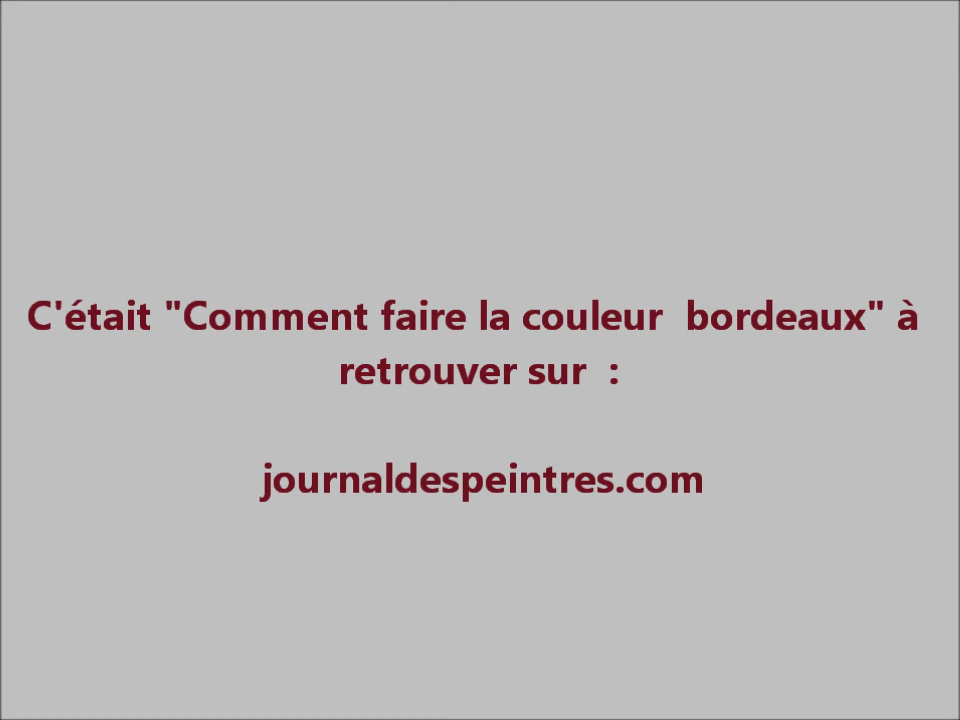 C'était "Comment faire la couleur  bordeaux" à
retrouver sur  :
journaldespeintres.com